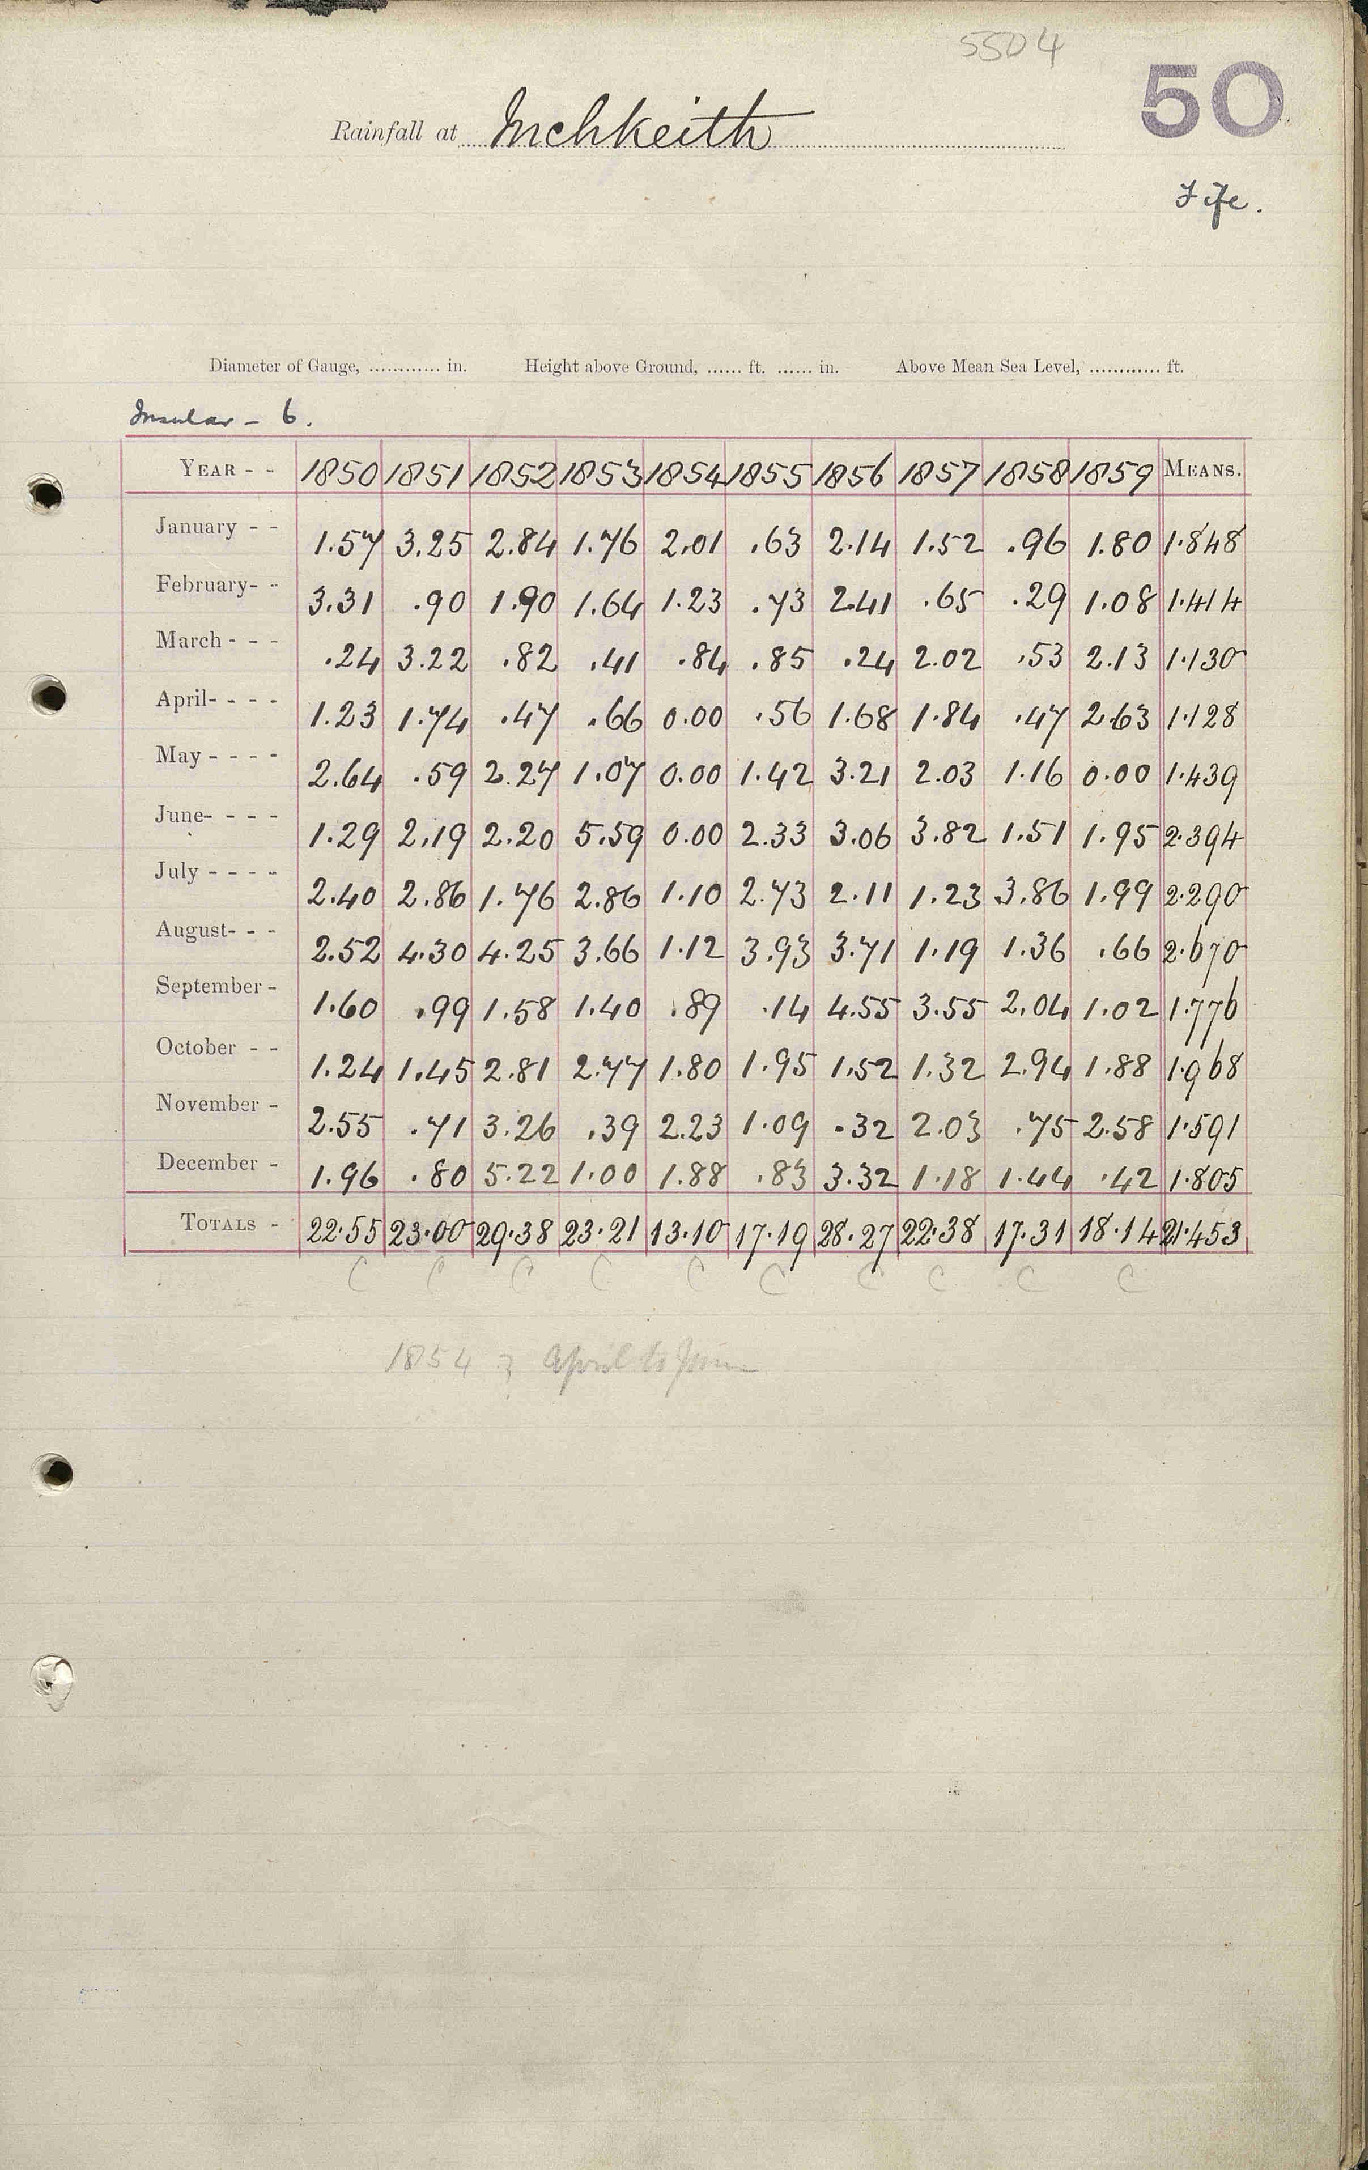 5504
50
Rainfall at Inchkeith
Fife.
Diameter of Gauge, ............ in. Height above Ground, ...... ft. ...... in. Above Mean Sea Level, ............ ft.
Insular - 6.
YEAR - - 1850 1851 1852 1853 1854 1855 1856 1857 1858 1859 MEANS.
January - - 1.57 3.25 2.84 1.76 2.01 .63 2.14 1.52 .96 1.80 1.848
February- - 3.31 .90 1.90 1.64 1.23 .73 2.41 .65 .29 1.08 1.414
March - - - .24 3.22 .82 .41 .84 .85 .24 2.02 .53 2.13 1.130
April- - - - 1.23 1.74 .47 .66 0.00 .56 1.68 1.84 .47 2.63 1.128
May - - - - 2.64 .59 2.27 1.07 0.00 1.42 3.21 2.03 1.16 0.00 1.439
June- - - - 1.29 2.19 2.20 5.59 0.00 2.33 3.06 3.82 1.51 1.95 2.394
July - - - - 2.40 2.86 1.76 2.86 1.10 2.73 2.11 1.23 3.86 1.99 2.290
August- - - 2.52 4.30 4.25 3.66 1.12 3.93 3.71 1.19 1.36 .66 2.670
September - 1.60 .99 1.58 1.40 .89 .14 4.55 3.55 2.04 1.02 1.776
October - - 1.24 1.45 2.81 2.77 1.80 1.95 1.52 1.32 2.94 1.88 1.968
November - 2.55 .71 3.26 .39 2.23 1.09 .32 2.03 .75 2.58 1.591
December - 1.96 .80 5.22 1.00 1.88 .83 3.32 1.18 1.44 .42 1.805
TOTALS - 22.55 23.00 29.38 23.21 13.10 17.19 28.27 22.38 17.31 18.14 21.453
C C C C C C C C C C
1854 ? April to June